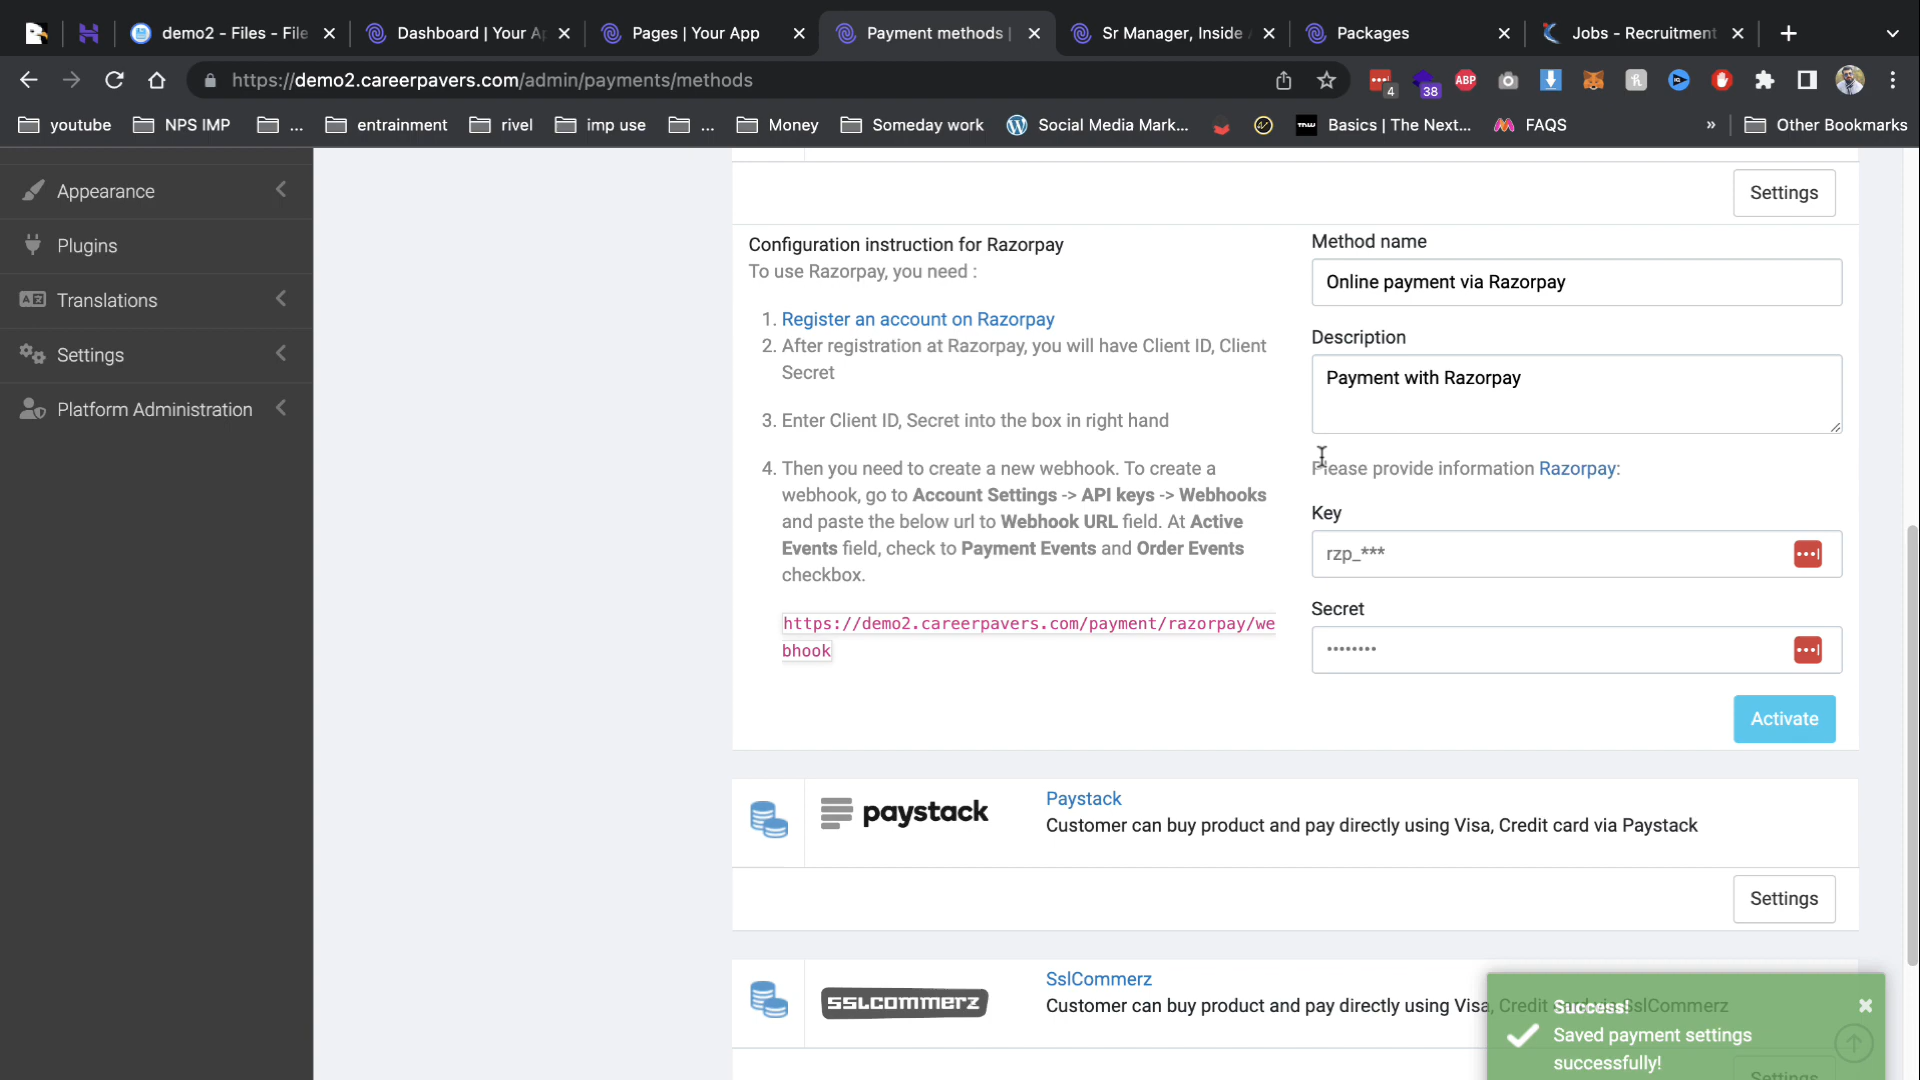 demo2 - Files - File
Dashboard | Your Ap
Pages | Your App
Payment methods |
Sr Manager, Inside
Packages
Jobs - Recruitment
https://demo2.careerpavers.com/admin/payments/methods
4
38
ABP
youtube
NPS IMP
...
entrainment
rivel
imp use
...
Money
Someday work
Social Media Mark...
Basics | The Next...
FAQS
»
Other Bookmarks
Appearance
Plugins
Translations
Settings
Platform Administration
Settings
Configuration instruction for Razorpay
To use Razorpay, you need :
1. Register an account on Razorpay
2. After registration at Razorpay, you will have Client ID, Client
Secret
3. Enter Client ID, Secret into the box in right hand
4. Then you need to create a new webhook. To create a
webhook, go to Account Settings -> API keys -> Webhooks
and paste the below url to Webhook URL field. At Active
Events field, check to Payment Events and Order Events
checkbox.
https://demo2.careerpavers.com/payment/razorpay/we
bhook
Method name
Online payment via Razorpay
Description
Payment with Razorpay
Please provide information Razorpay:
Key
rzp_***
Secret
••••••••
Activate
paystack
Paystack
Customer can buy product and pay directly using Visa, Credit card via Paystack
Settings
SSLCOMMERZ
SslCommerz
Customer can buy product and pay directly using Visa, Credit card via SslCommerz
Success!
Saved payment settings
successfully!
Settings